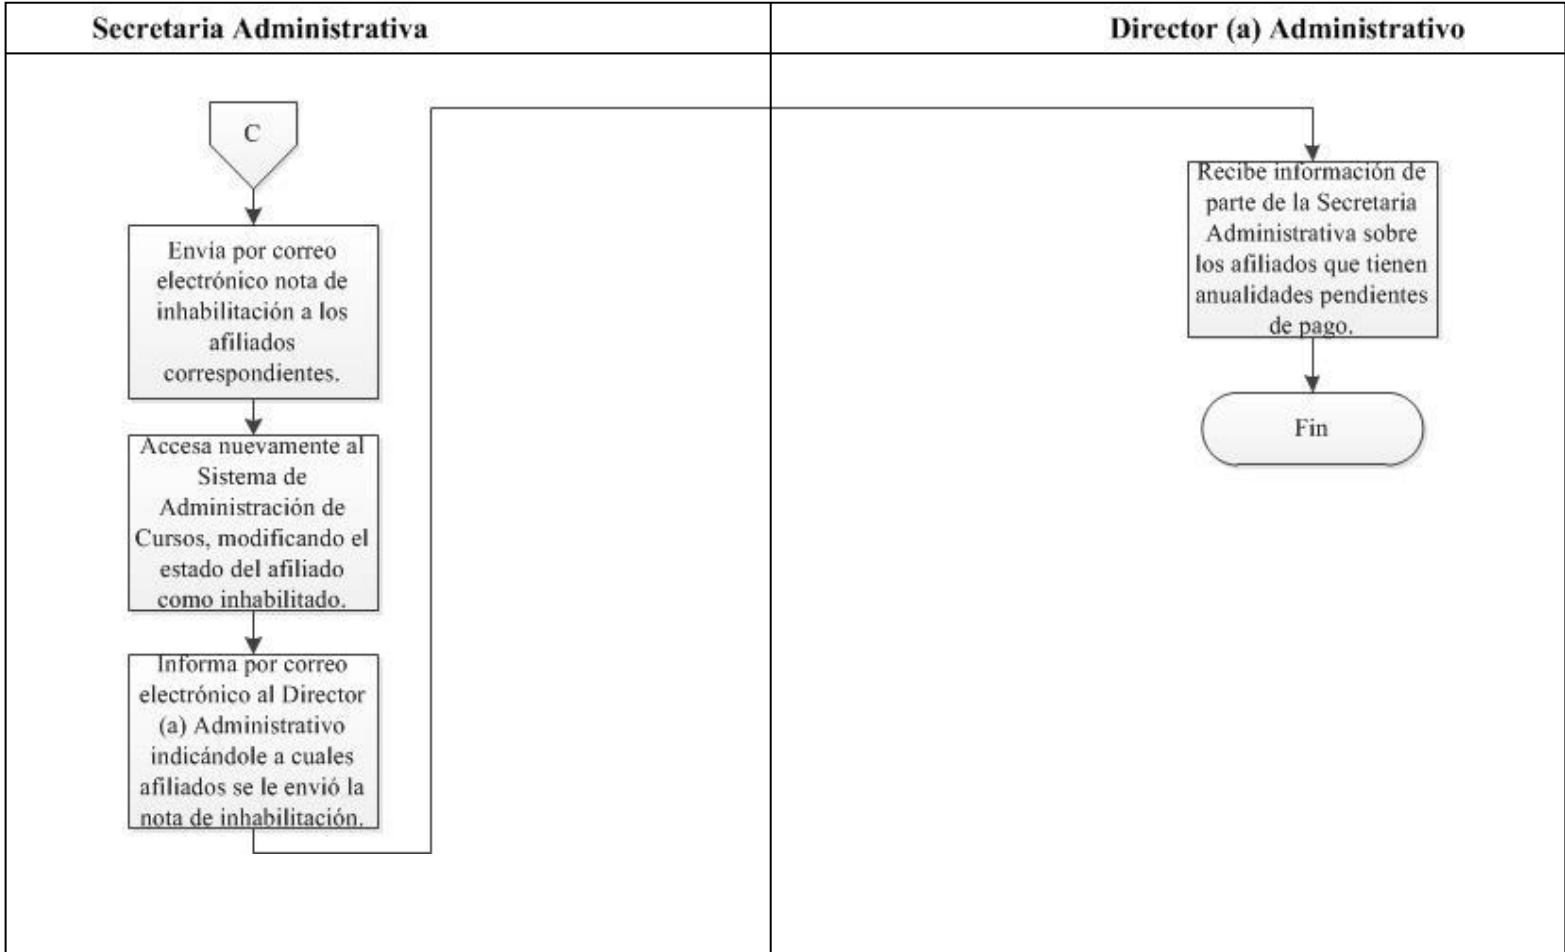 Secretaria Administrativa
Director (a) Administrativo
C
Envía por correo
electrónico nota de
inhabilitación a los
afiliados
correspondientes.
Accesa nuevamente al
Sistema de
Administración de
Cursos, modificando el
estado del afiliado
como inhabilitado.
Informa por correo
electrónico al Director
(a) Administrativo
indicándole a cuales
afiliados se le envió la
nota de inhabilitación.
Recibe información de
parte de la Secretaria
Administrativa sobre
los afiliados que tienen
anualidades pendientes
de pago.
Fin